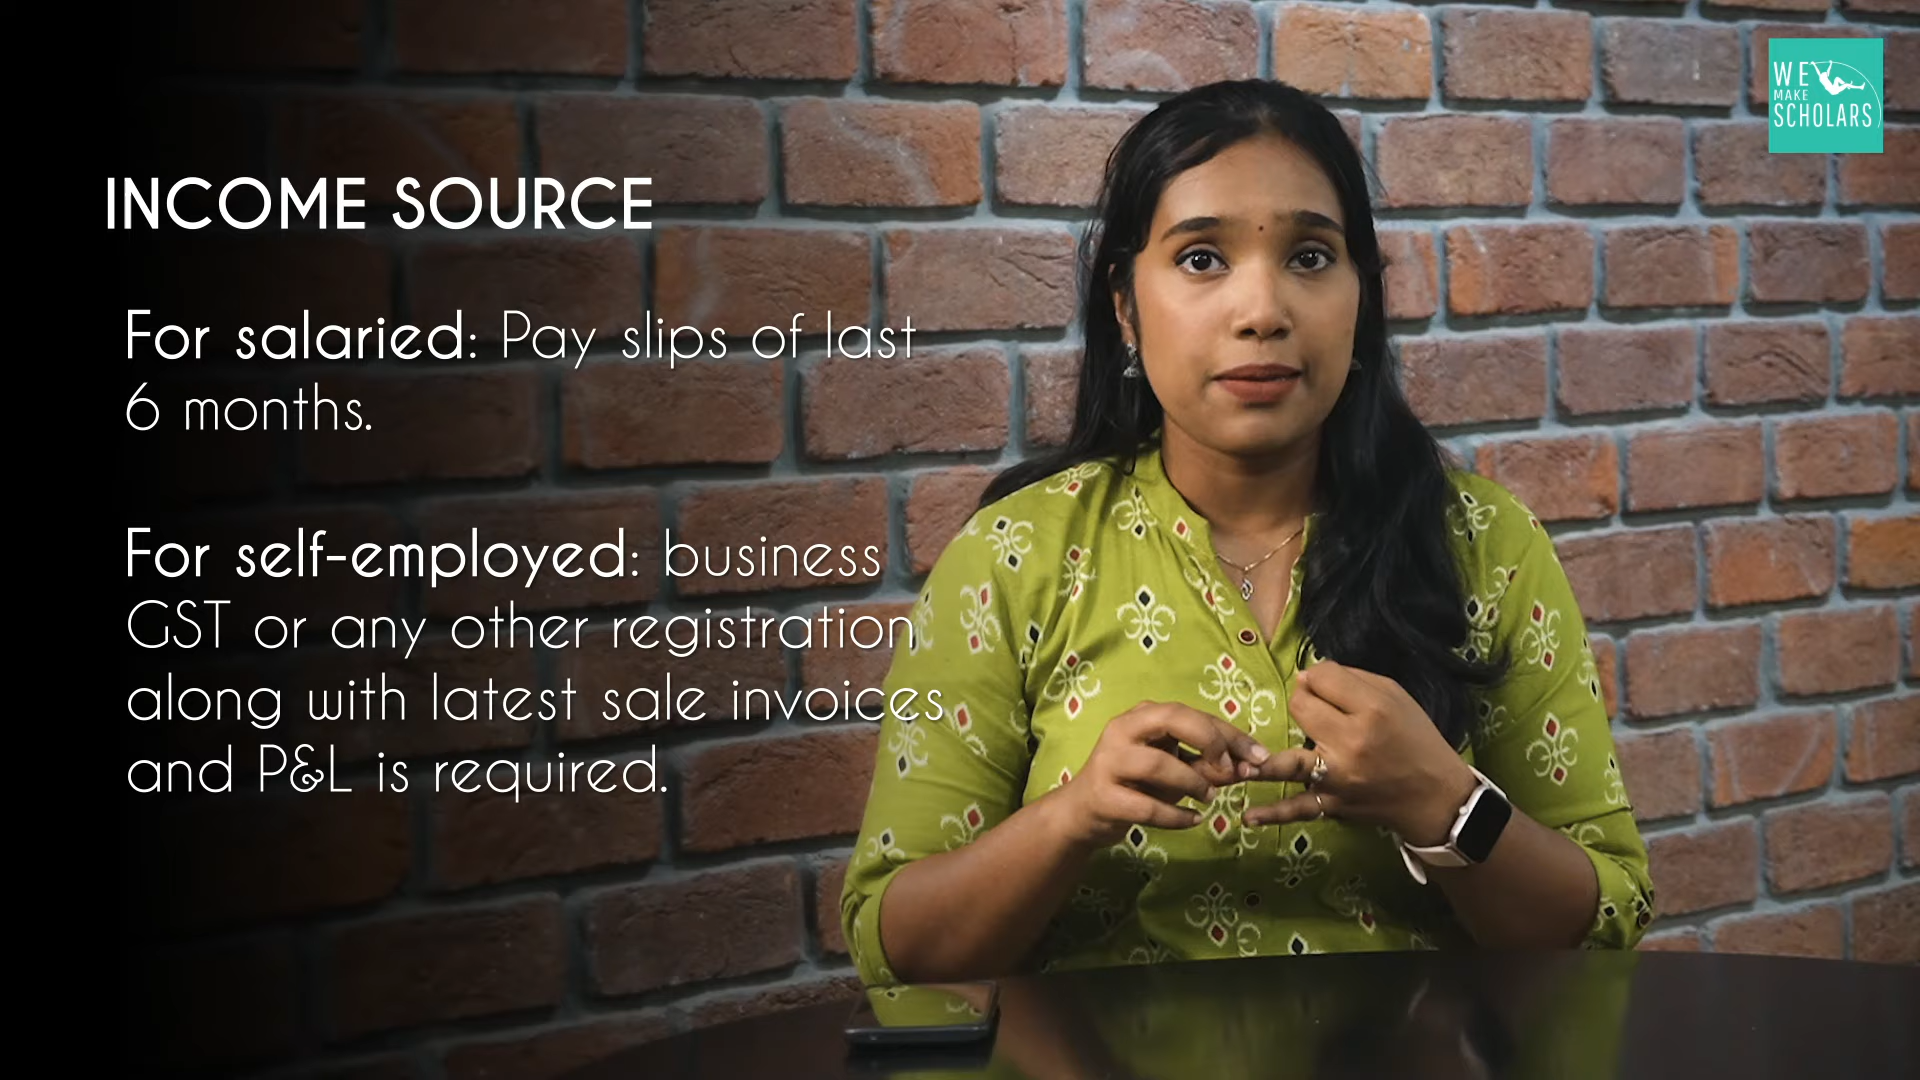 WE
MAKE
SCHOLARS
INCOME SOURCE
For salaried: Pay slips of last
6 months.
For self-employed: business
GST or any other registration
along with latest sale invoices
and P&L is required.